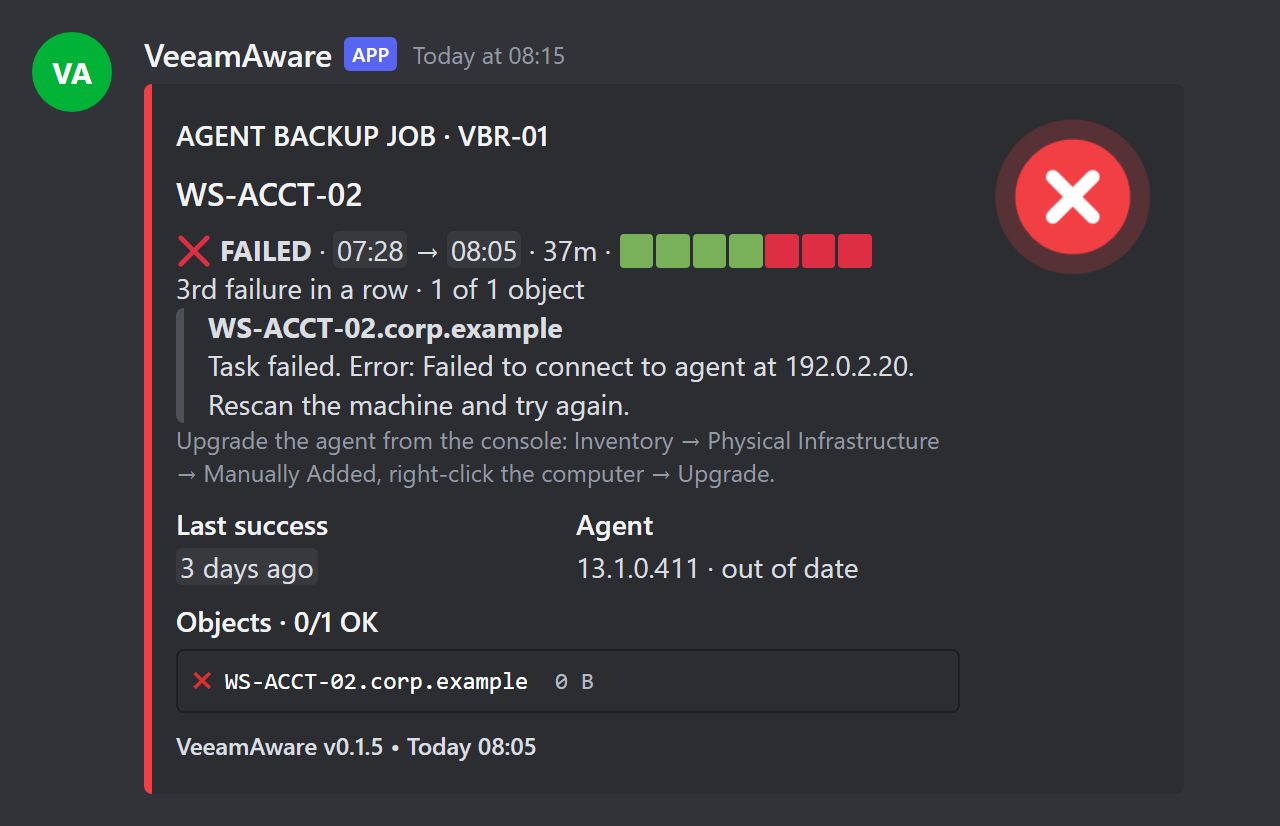 VA
VeeamAware APP Today at 08:15
AGENT BACKUP JOB · VBR-01
WS-ACCT-02
FAILED · 07:28 → 08:05 · 37m ·
3rd failure in a row · 1 of 1 object
WS-ACCT-02.corp.example
Task failed. Error: Failed to connect to agent at 192.0.2.20.
Rescan the machine and try again.
Upgrade the agent from the console: Inventory → Physical Infrastructure
→ Manually Added, right-click the computer → Upgrade.
Last success
3 days ago
Agent
13.1.0.411 · out of date
Objects · 0/1 OK
WS-ACCT-02.corp.example 0 B
VeeamAware v0.1.5 • Today 08:05